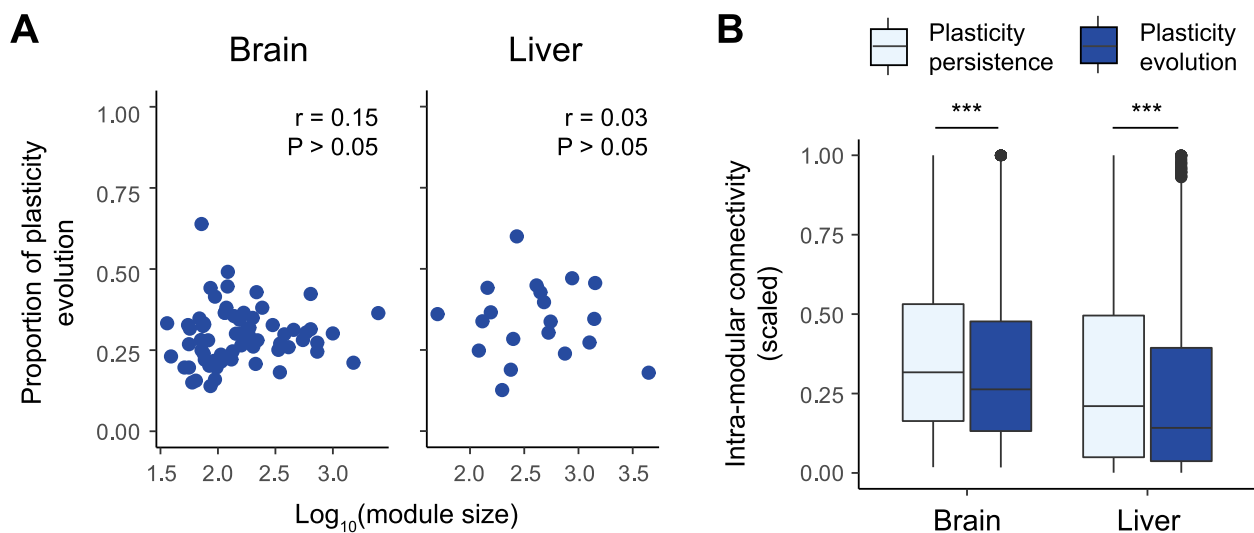 A
Brain
Liver
r = 0.15
P > 0.05
r = 0.03
P > 0.05
Proportion of plasticity
evolution
1.00
0.75
0.50
0.25
0.00
1.5 2.0 2.5 3.0
2.0 2.5 3.0 3.5
Log10(module size)
B
Plasticity
persistence
Plasticity
evolution
*** ***
Intra-modular connectivity
(scaled)
1.00
0.75
0.50
0.25
0.00
Brain Liver